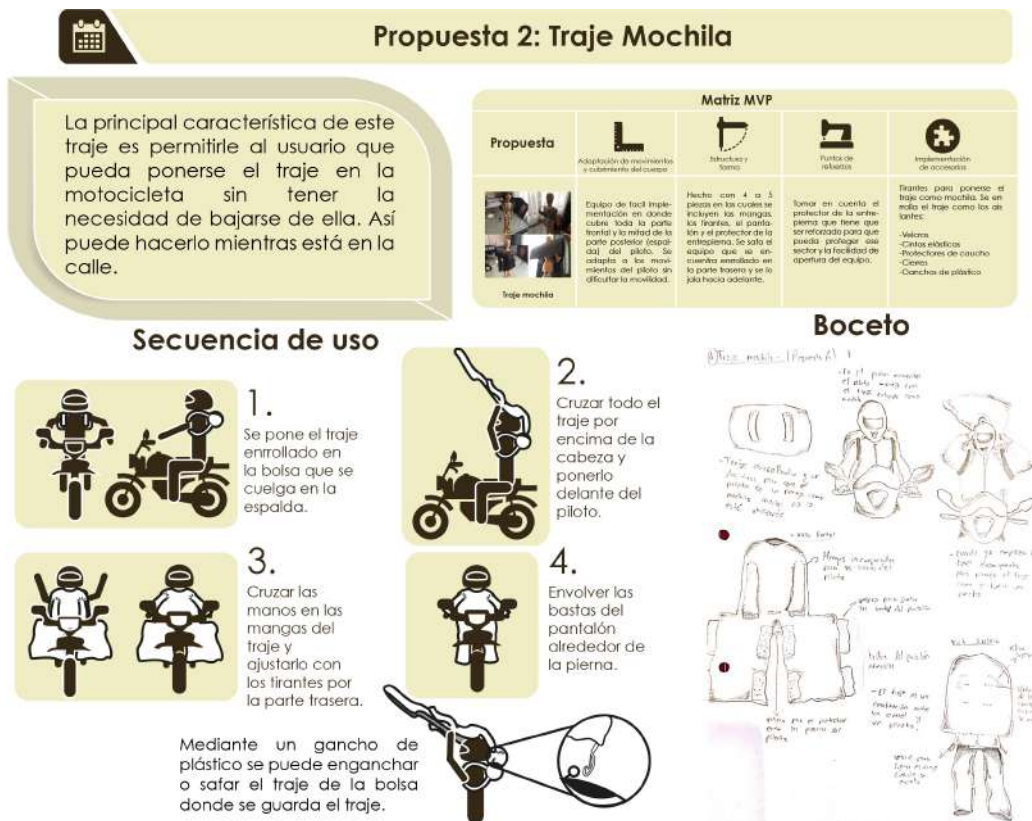 Propuesta 2: Traje Mochila
La principal característica de este
traje es permitirle al usuario que
pueda ponerse el traje en la
motocicleta sin tener la
necesidad de bajarse de ella. Así
puede hacerlo mientras está en la
calle.
Matriz MVP
Propuesta
Adaptación de movimientos
y cubrimiento del cuerpo
Estructura y
forma
Puntos de
refuerzos
Implementación
de accesorios
Traje mochila
Equipo de facil imple-
mentación en donde
cubre toda la parte
frontal y la mitad de la
parte posterior (espal-
da) del piloto. Se
adapta a los movi-
mientos del piloto sin
dificultar la movilidad.
Hecho con 4 a 5
piezas en las cuales se
incluyen las mangas,
los tirantes, el panta-
lón y el protector de la
entrepierna. Se safa el
equipo que se en-
cuentra enrollado en
la parte trasera y se lo
jala hacia adelante.
Tomar en cuenta el
protector de la entre-
pierna que tiene que
ser reforzado para que
pueda proteger ese
sector y la facilidad de
apertura del equipo.
Tirantes para ponerse el
traje como mochila. Se en-
rolla el traje como los ais
lantes:
-Velcros
-Cintas elásticas
-Protectores de caucho
-Cierres
-Ganchos de plástico
Secuencia de uso
1.
Se pone el traje
enrrollado en
la bolsa que se
cuelga en la
espalda.
2.
Cruzar todo el
traje por
encima de la
cabeza y
ponerlo
delante del
piloto.
3.
Cruzar las
manos en las
mangas del
traje y
ajustarlo con
los tirantes por
la parte trasera.
4.
Envolver las
bastas del
pantalón
alrededor de
la pierna.
Mediante un gancho de
plástico se puede enganchar
o safar el traje de la bolsa
donde se guarda el traje.
Boceto